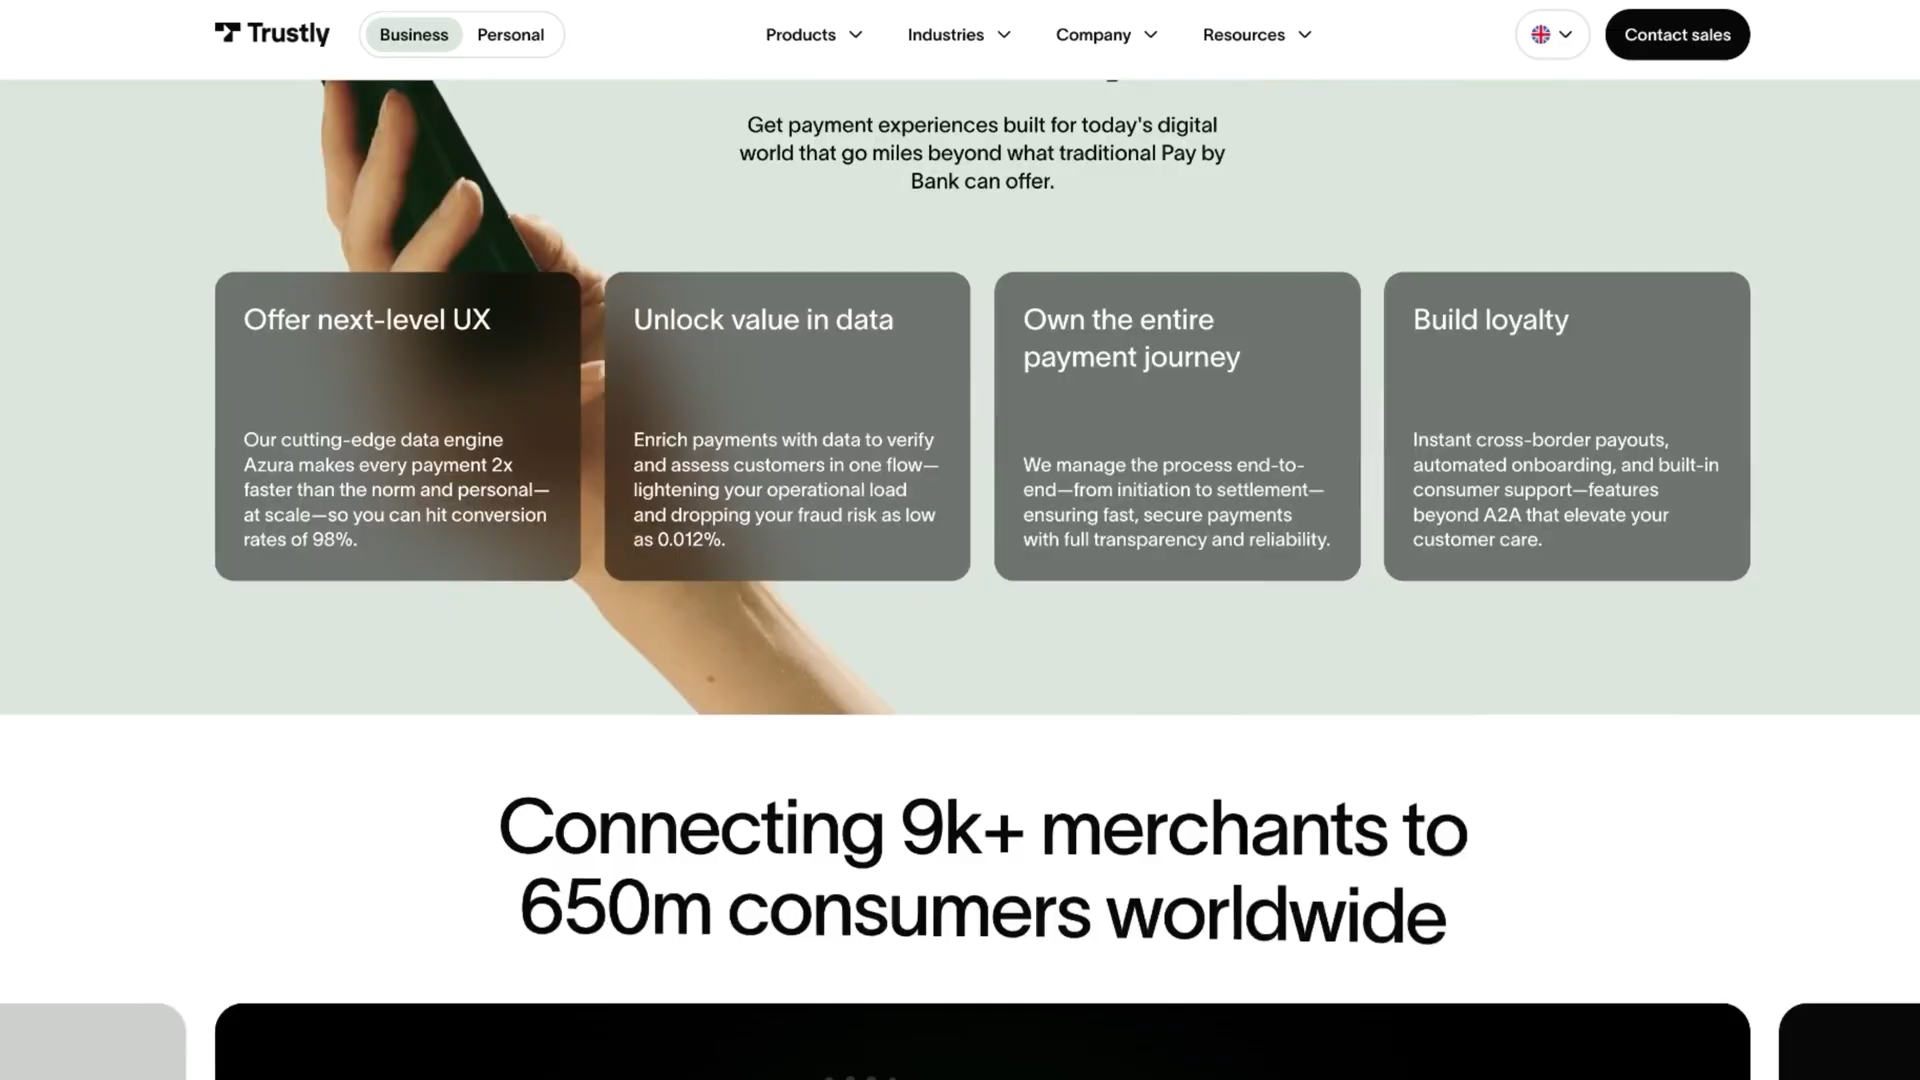 Trustly
Business
Personal
Products
Industries
Company
Resources
Contact sales
Get payment experiences built for today's digital
world that go miles beyond what traditional Pay by
Bank can offer.
Offer next-level UX
Our cutting-edge data engine
Azura makes every payment 2x
faster than the norm and personal—
at scale—so you can hit conversion
rates of 98%.
Unlock value in data
Enrich payments with data to verify
and assess customers in one flow—
lightening your operational load
and dropping your fraud risk as low
as 0.012%.
Own the entire
payment journey
We manage the process end-to-
end—from initiation to settlement—
ensuring fast, secure payments
with full transparency and reliability.
Build loyalty
Instant cross-border payouts,
automated onboarding, and built-in
consumer support—features
beyond A2A that elevate your
customer care.
Connecting 9k+ merchants to
650m consumers worldwide